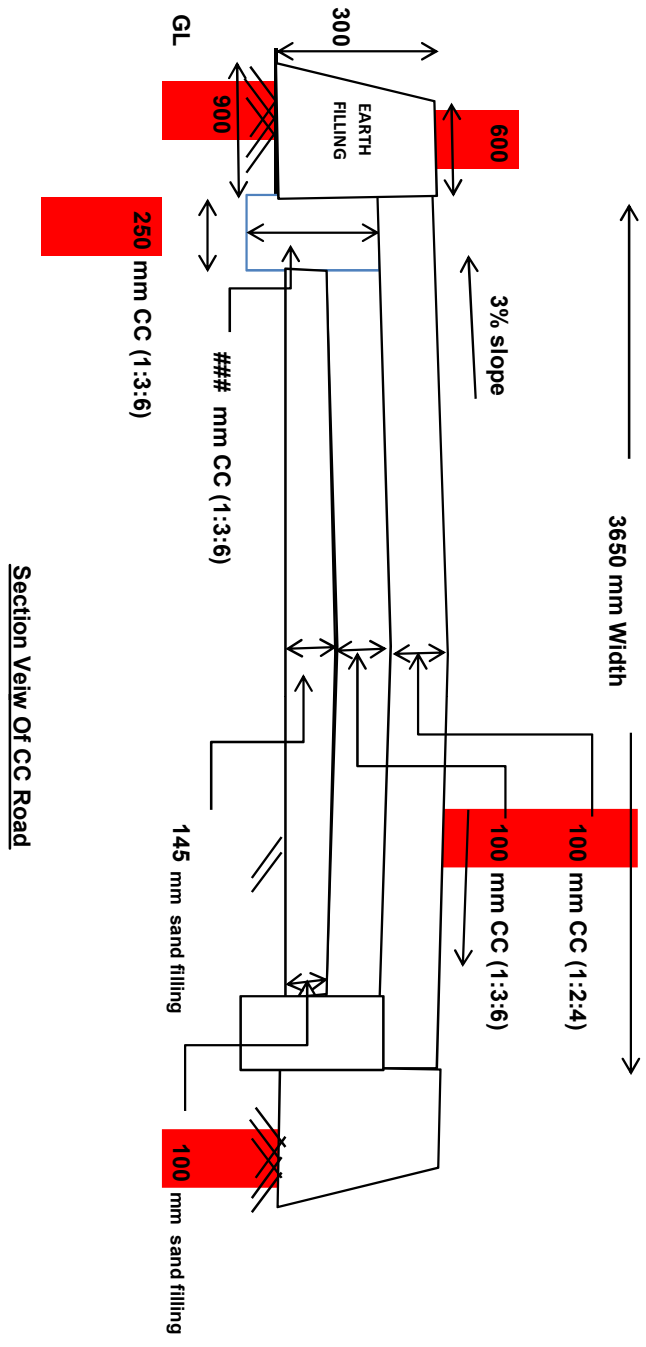 3650 mm Width
600
3% slope
100 mm CC (1:2:4)
100 mm CC (1:3:6)
300
EARTH
FILLING
GL
900
### mm CC (1:3:6)
250 mm CC (1:3:6)
145 mm sand filling
100 mm sand filling
Section Veiw Of CC Road